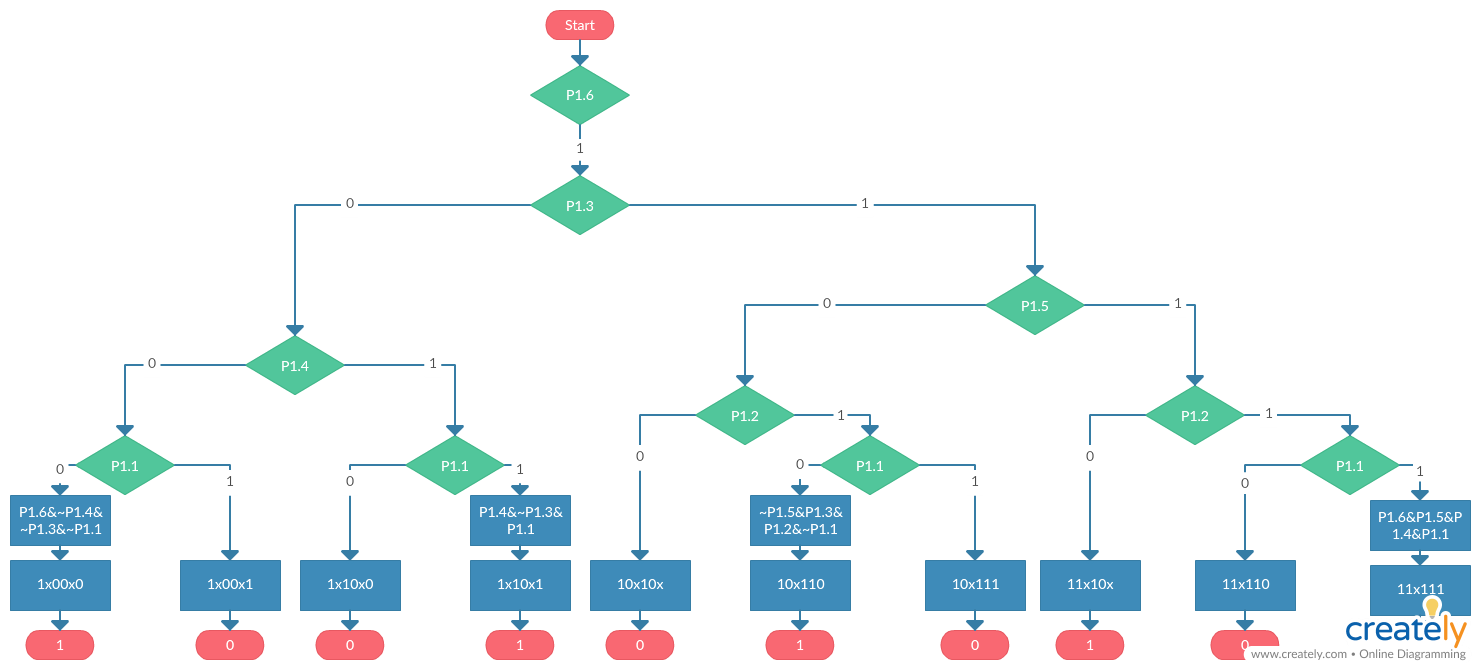 Start
P1.6
1
P1.3
0
1
P1.5
0
1
P1.4
0
1
P1.2
0
1
P1.2
0
1
P1.1
0
1
P1.1
0
1
P1.1
0
1
P1.1
0
1
P1.6&~P1.4&
~P1.3&~P1.1
P1.4&~P1.3&
P1.1
~P1.5&P1.3&
P1.2&~P1.1
P1.6&P1.5&P
1.4&P1.1
1x00x0
1x00x1
1x10x0
1x10x1
10x10x
10x110
10x111
11x10x
11x110
11x111
1
0
0
1
0
1
0
1
0
creately
www.creately.com • Online Diagramming